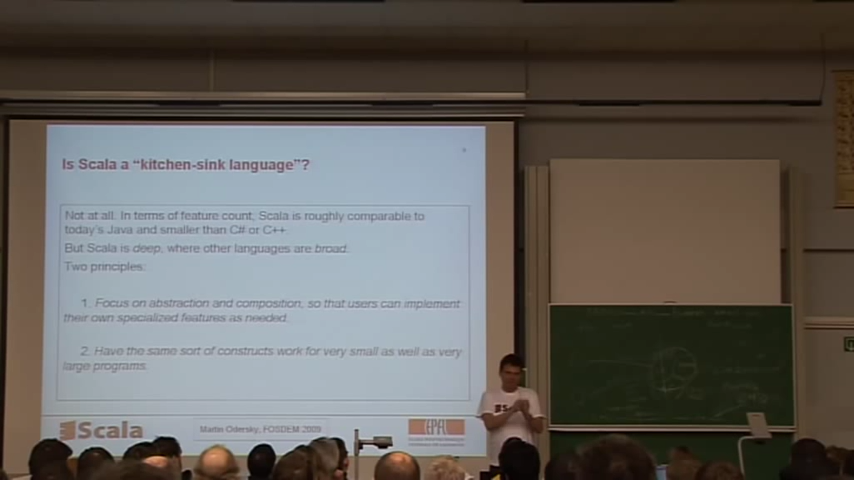 Is Scala a “kitchen-sink language”?
Not at all. In terms of feature count, Scala is roughly comparable to
today's Java and smaller than C# or C++.
But Scala is deep, where other languages are broad.
Two principles:
1. Focus on abstraction and composition, so that users can implement
their own specialized features as needed.
2. Have the same sort of constructs work for very small as well as very
large programs.
Scala
Martin Odersky, FOSDEM 2009
EPFL